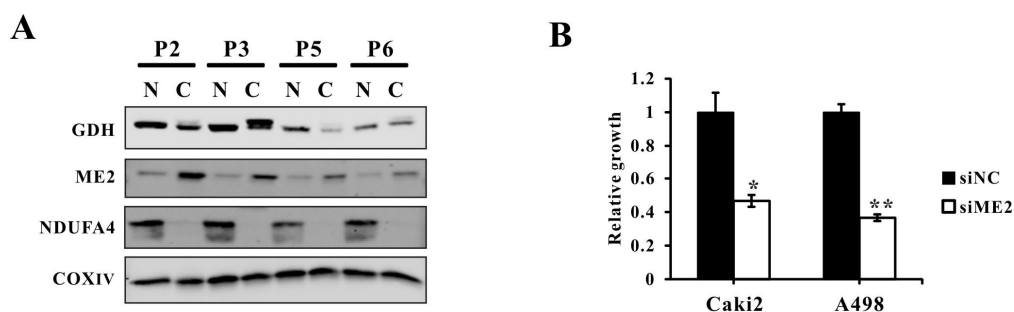 A
P2 P3 P5 P6
N C N C N C N C
GDH
ME2
NDUFA4
COXIV
B
Relative growth
1.2
1
0.8
0.6
0.4
0.2
0
*
**
Caki2 A498
siNC
siME2